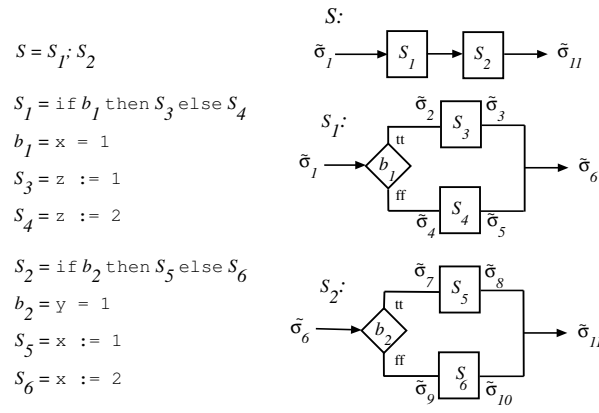 S = S₁; S₂
S₁ = if b₁ then S₃ else S₄
b₁ = x = 1
S₃ = z := 1
S₄ = z := 2
S₂ = if b₂ then S₅ else S₆
b₂ = y = 1
S₅ = x := 1
S₆ = x := 2
S:
σ̃₁ S₁ S₂ σ̃₁₁
S₁:
σ̃₂ S₃ σ̃₃
tt
σ̃₁ b₁ σ̃₆
ff
σ̃₄ S₄ σ̃₅
S₂:
σ̃₇ S₅ σ̃₈
tt
σ̃₆ b₂ σ̃₁₁
ff
σ̃₉ S₆ σ̃₁₀